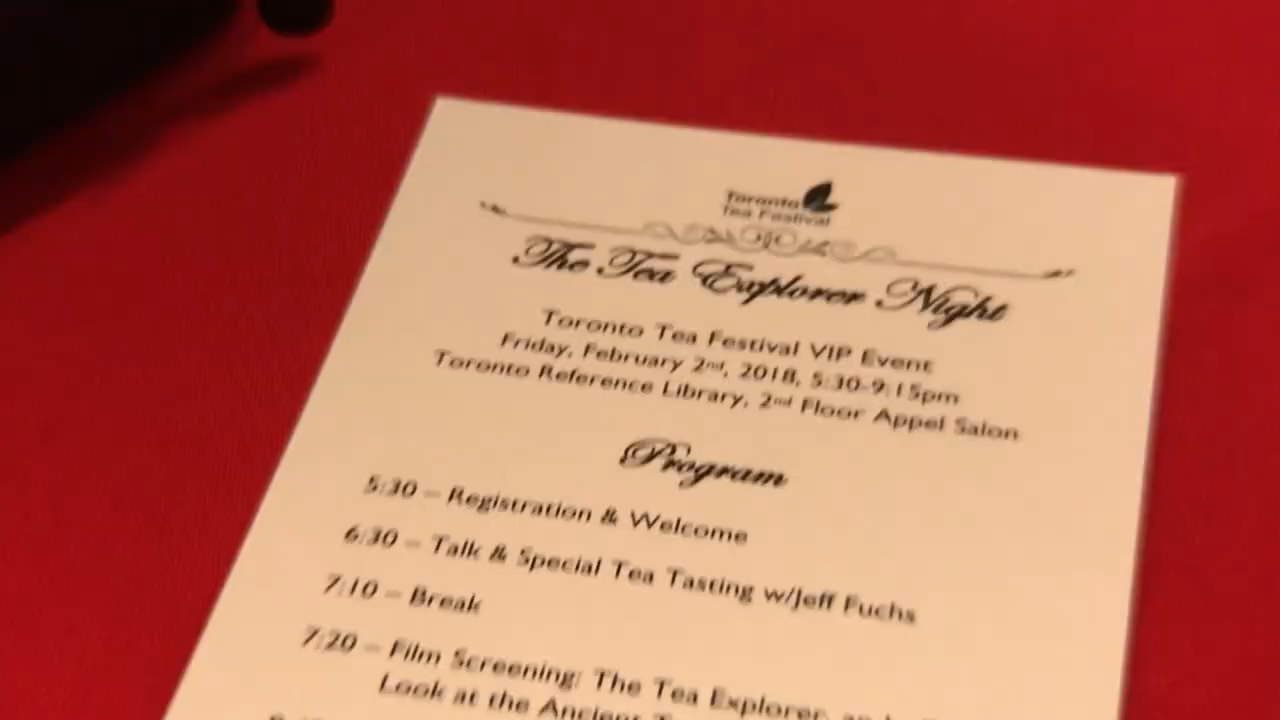 Toronto
Tea Festival
The Tea Explorer Night
Toronto Tea Festival VIP Event
Friday, February 2nd, 2018, 5:30-9:15pm
Toronto Reference Library, 2nd Floor Appel Salon
Program
5:30 – Registration & Welcome
6:30 – Talk & Special Tea Tasting w/Jeff Fuchs
7:10 – Break
7:20 – Film Screening: The Tea Explorer, and
Look at the Ancient